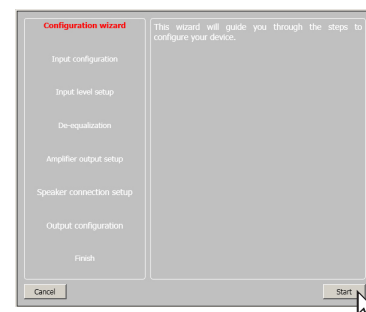 Configuration wizard
Input configuration
Input level setup
De-equalization
Amplifier output setup
Speaker connection setup
Output configuration
Finish
This wizard will guide you through the steps to
configure your device.
Cancel
Start